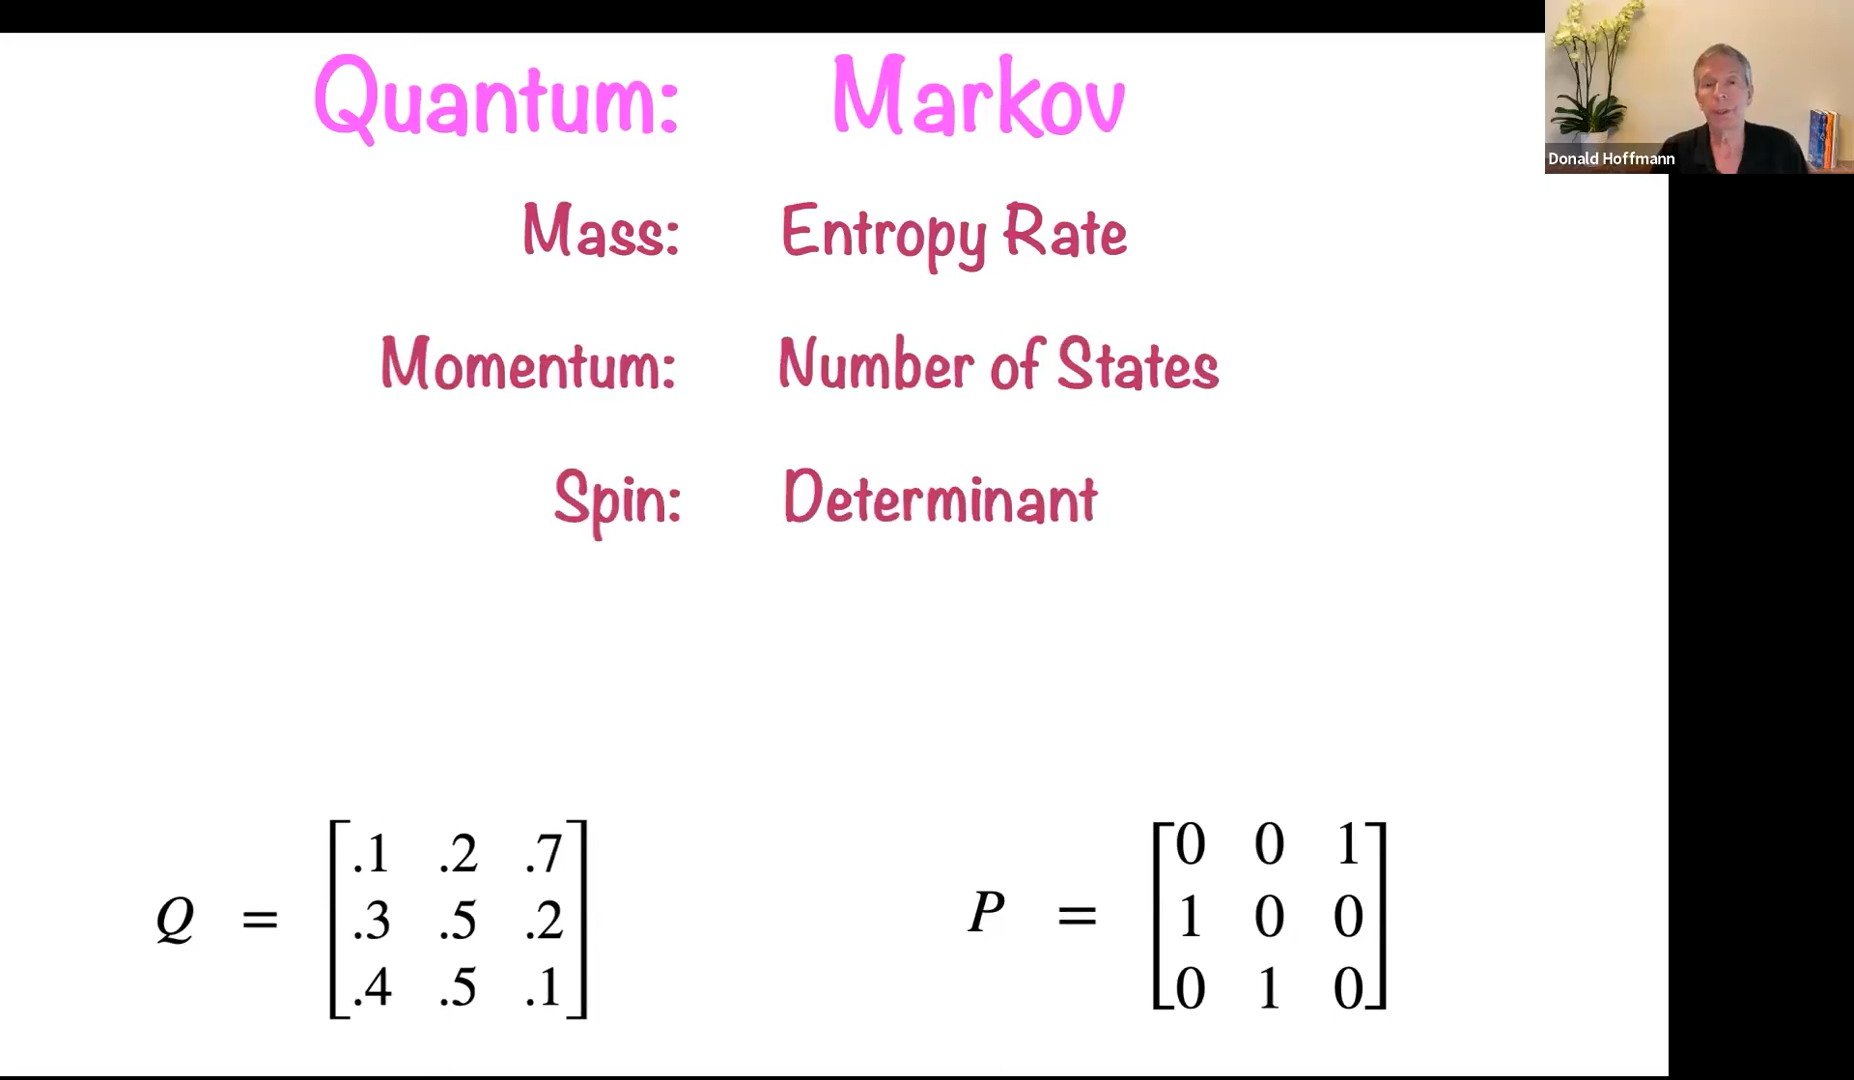 Quantum: Markov
Donald Hoffmann
Mass: Entropy Rate
Momentum: Number of States
Spin: Determinant
Q = [.1 .2 .7
.3 .5 .2
.4 .5 .1]
P = [0 0 1
1 0 0
0 1 0]